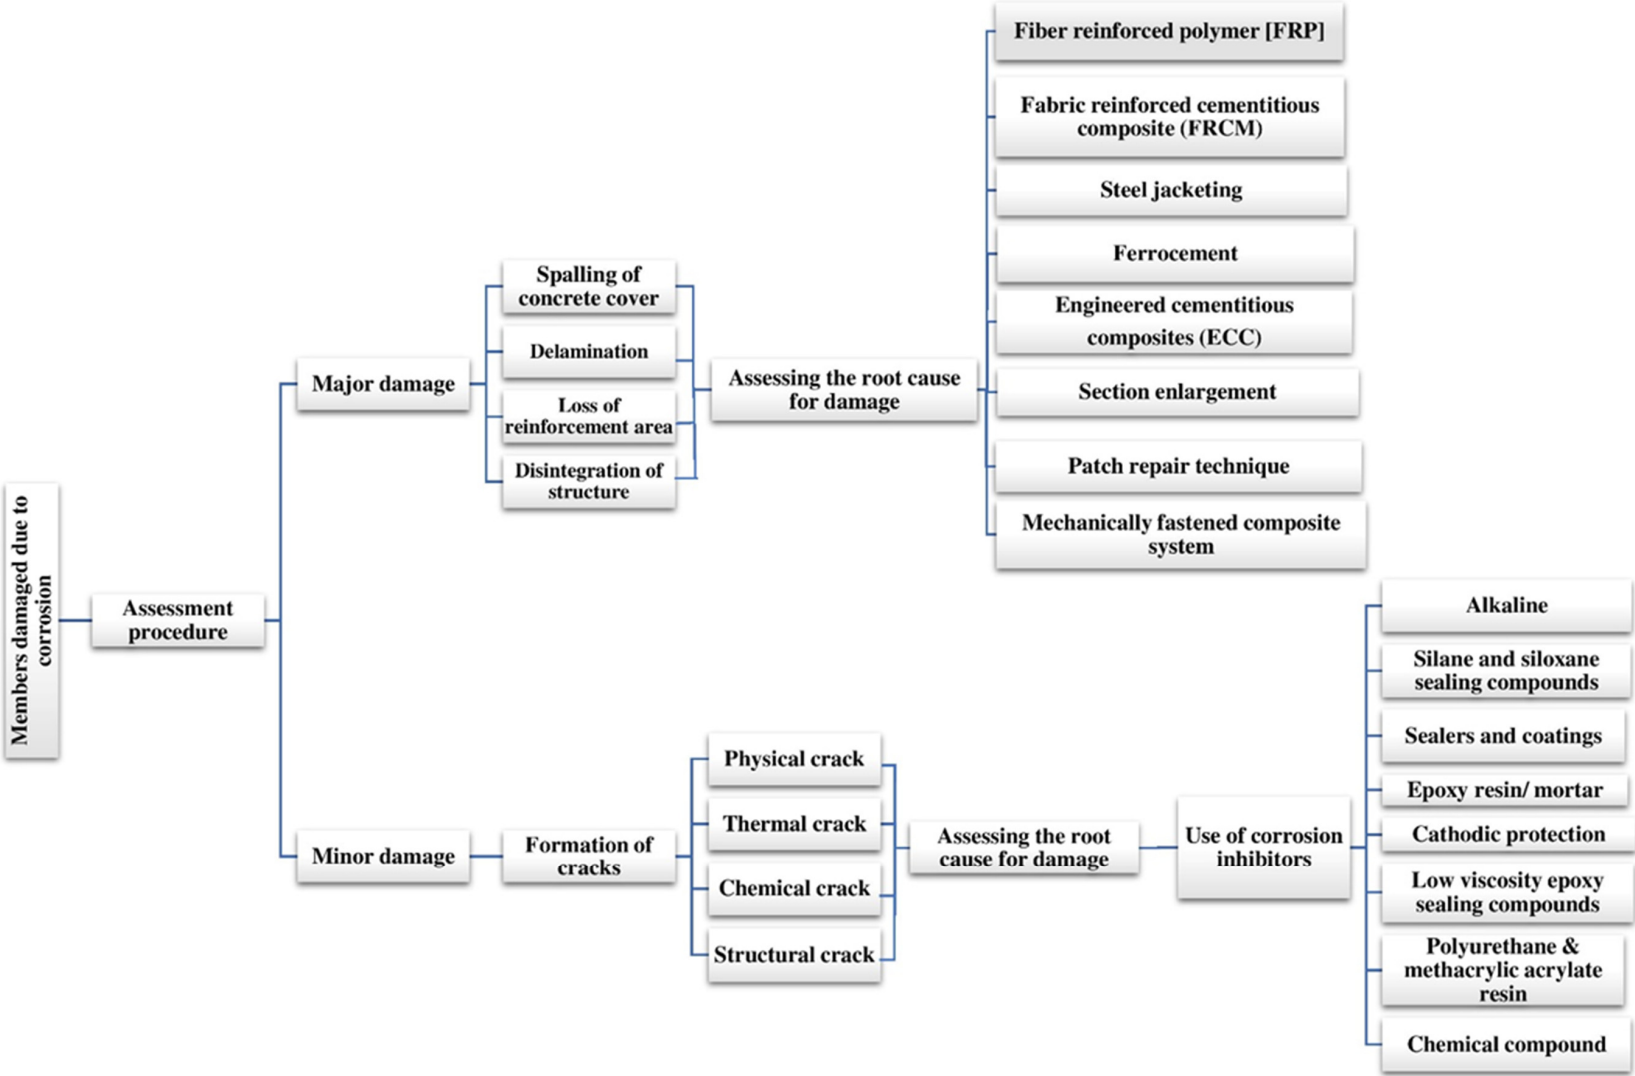 Members damaged due to
corrosion
Assessment
procedure
Major damage
Spalling of
concrete cover
Delamination
Loss of
reinforcement area
Disintegration of
structure
Assessing the root cause
for damage
Fiber reinforced polymer [FRP]
Fabric reinforced cementitious
composite (FRCM)
Steel jacketing
Ferrocement
Engineered cementitious
composites (ECC)
Section enlargement
Patch repair technique
Mechanically fastened composite
system
Minor damage
Formation of
cracks
Physical crack
Thermal crack
Chemical crack
Structural crack
Assessing the root
cause for damage
Use of corrosion
inhibitors
Alkaline
Silane and siloxane
sealing compounds
Sealers and coatings
Epoxy resin/ mortar
Cathodic protection
Low viscosity epoxy
sealing compounds
Polyurethane &
methacrylic acrylate
resin
Chemical compound